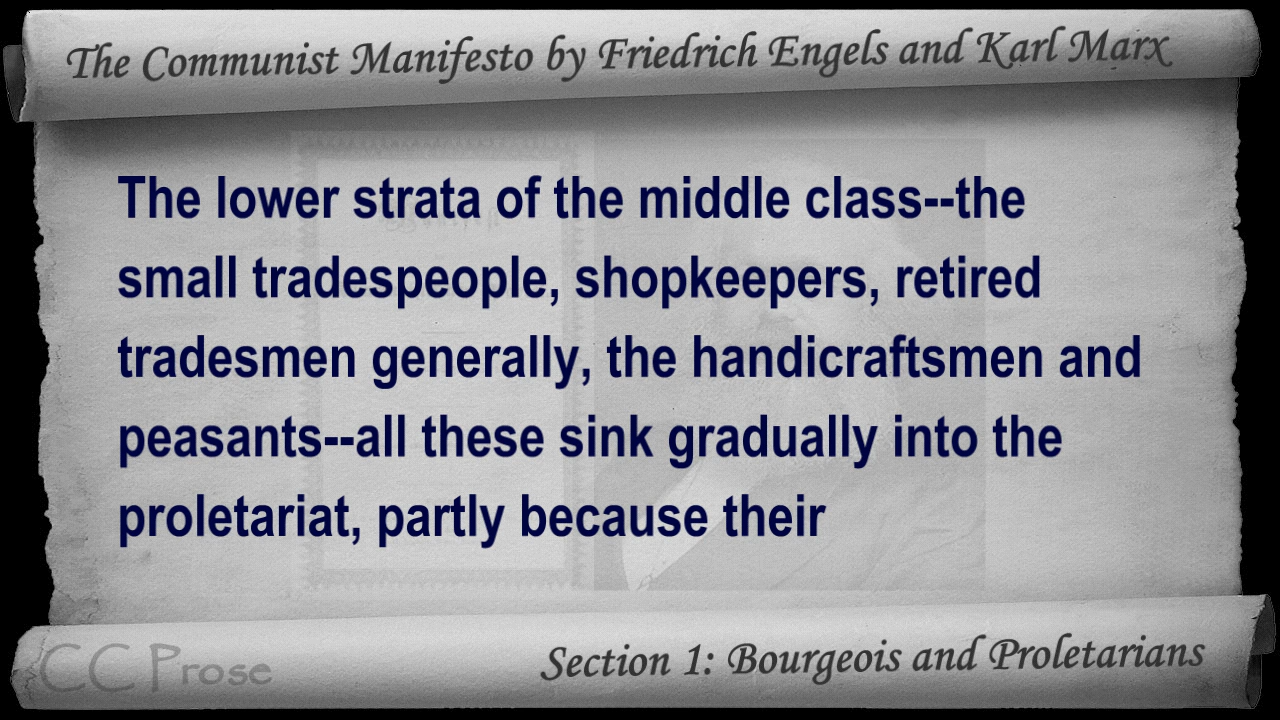 The Communist Manifesto by Friedrich Engels and Karl Marx
The lower strata of the middle class--the
small tradespeople, shopkeepers, retired
tradesmen generally, the handicraftsmen and
peasants--all these sink gradually into the
proletariat, partly because their
CC Prose
Section 1: Bourgeois and Proletarians